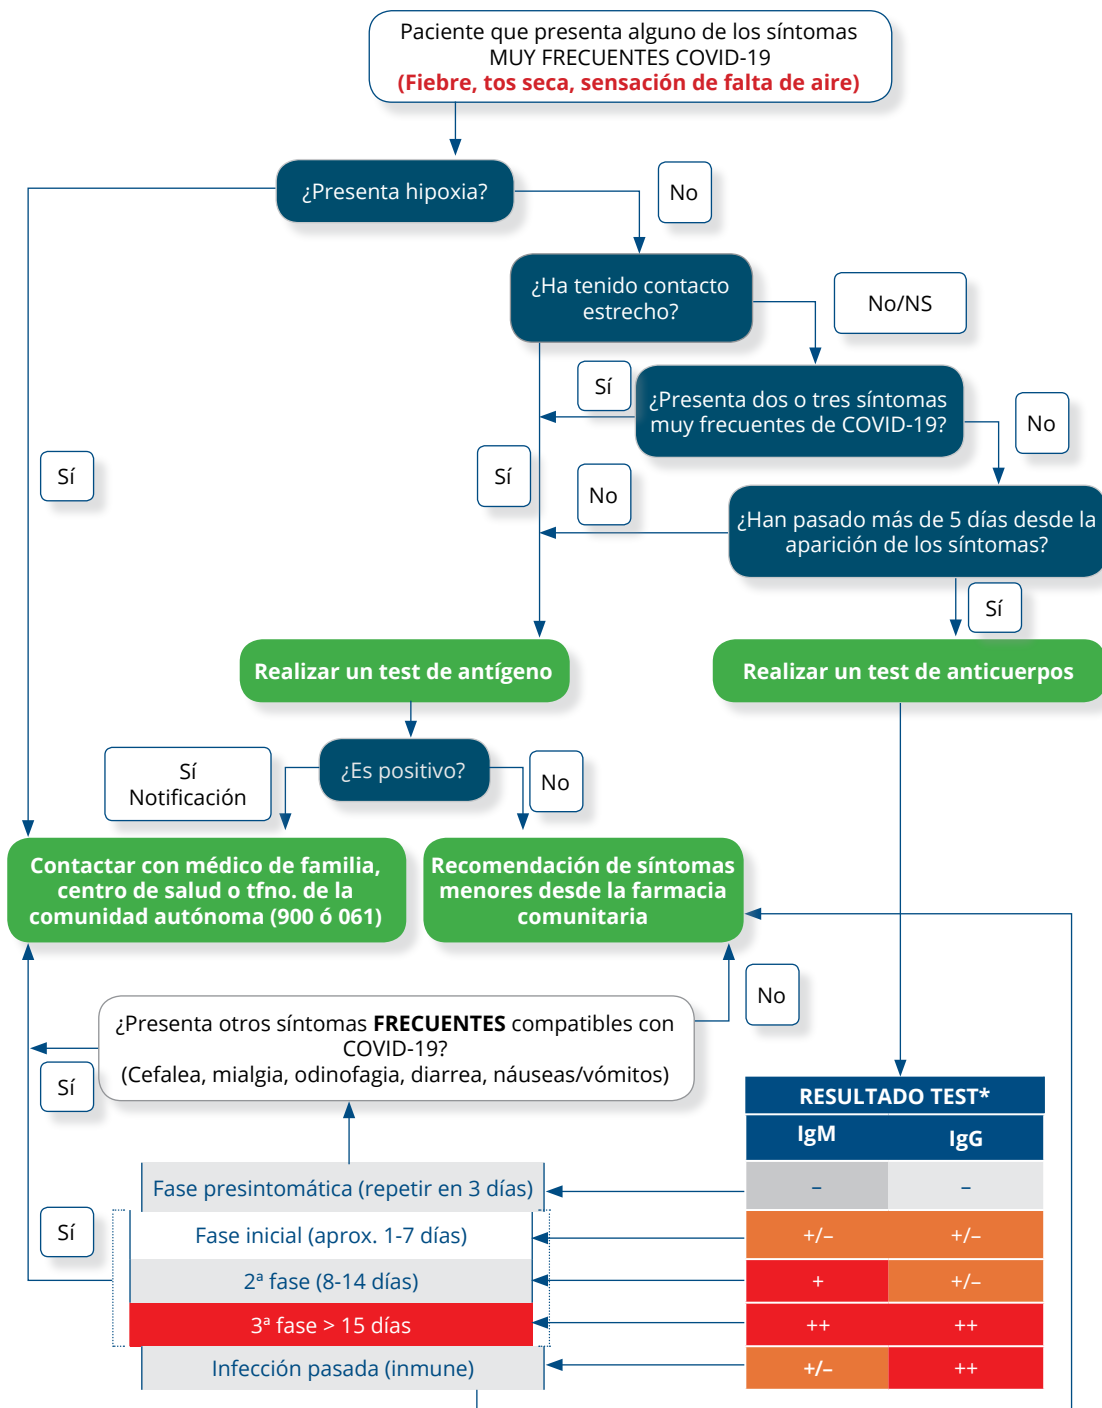 Paciente que presenta alguno de los síntomas
MUY FRECUENTES COVID-19
(Fiebre, tos seca, sensación de falta de aire)
¿Presenta hipoxia?
No
¿Ha tenido contacto
estrecho?
No/NS
Sí
¿Presenta dos o tres síntomas
muy frecuentes de COVID-19?
No
Sí
Sí
No
¿Han pasado más de 5 días desde la
aparición de los síntomas?
Sí
Realizar un test de antígeno
Realizar un test de anticuerpos
Sí
Notificación
¿Es positivo?
No
Contactar con médico de familia,
centro de salud o tfno. de la
comunidad autónoma (900 ó 061)
Recomendación de síntomas
menores desde la farmacia
comunitaria
No
¿Presenta otros síntomas FRECUENTES compatibles con
COVID-19?
(Cefalea, mialgia, odinofagia, diarrea, náuseas/vómitos)
Sí
RESULTADO TEST*
IgM IgG
Fase presintomática (repetir en 3 días) – –
Sí
Fase inicial (aprox. 1-7 días) +/– +/–
2ª fase (8-14 días) + +/–
3ª fase > 15 días ++ ++
Infección pasada (inmune) +/– ++